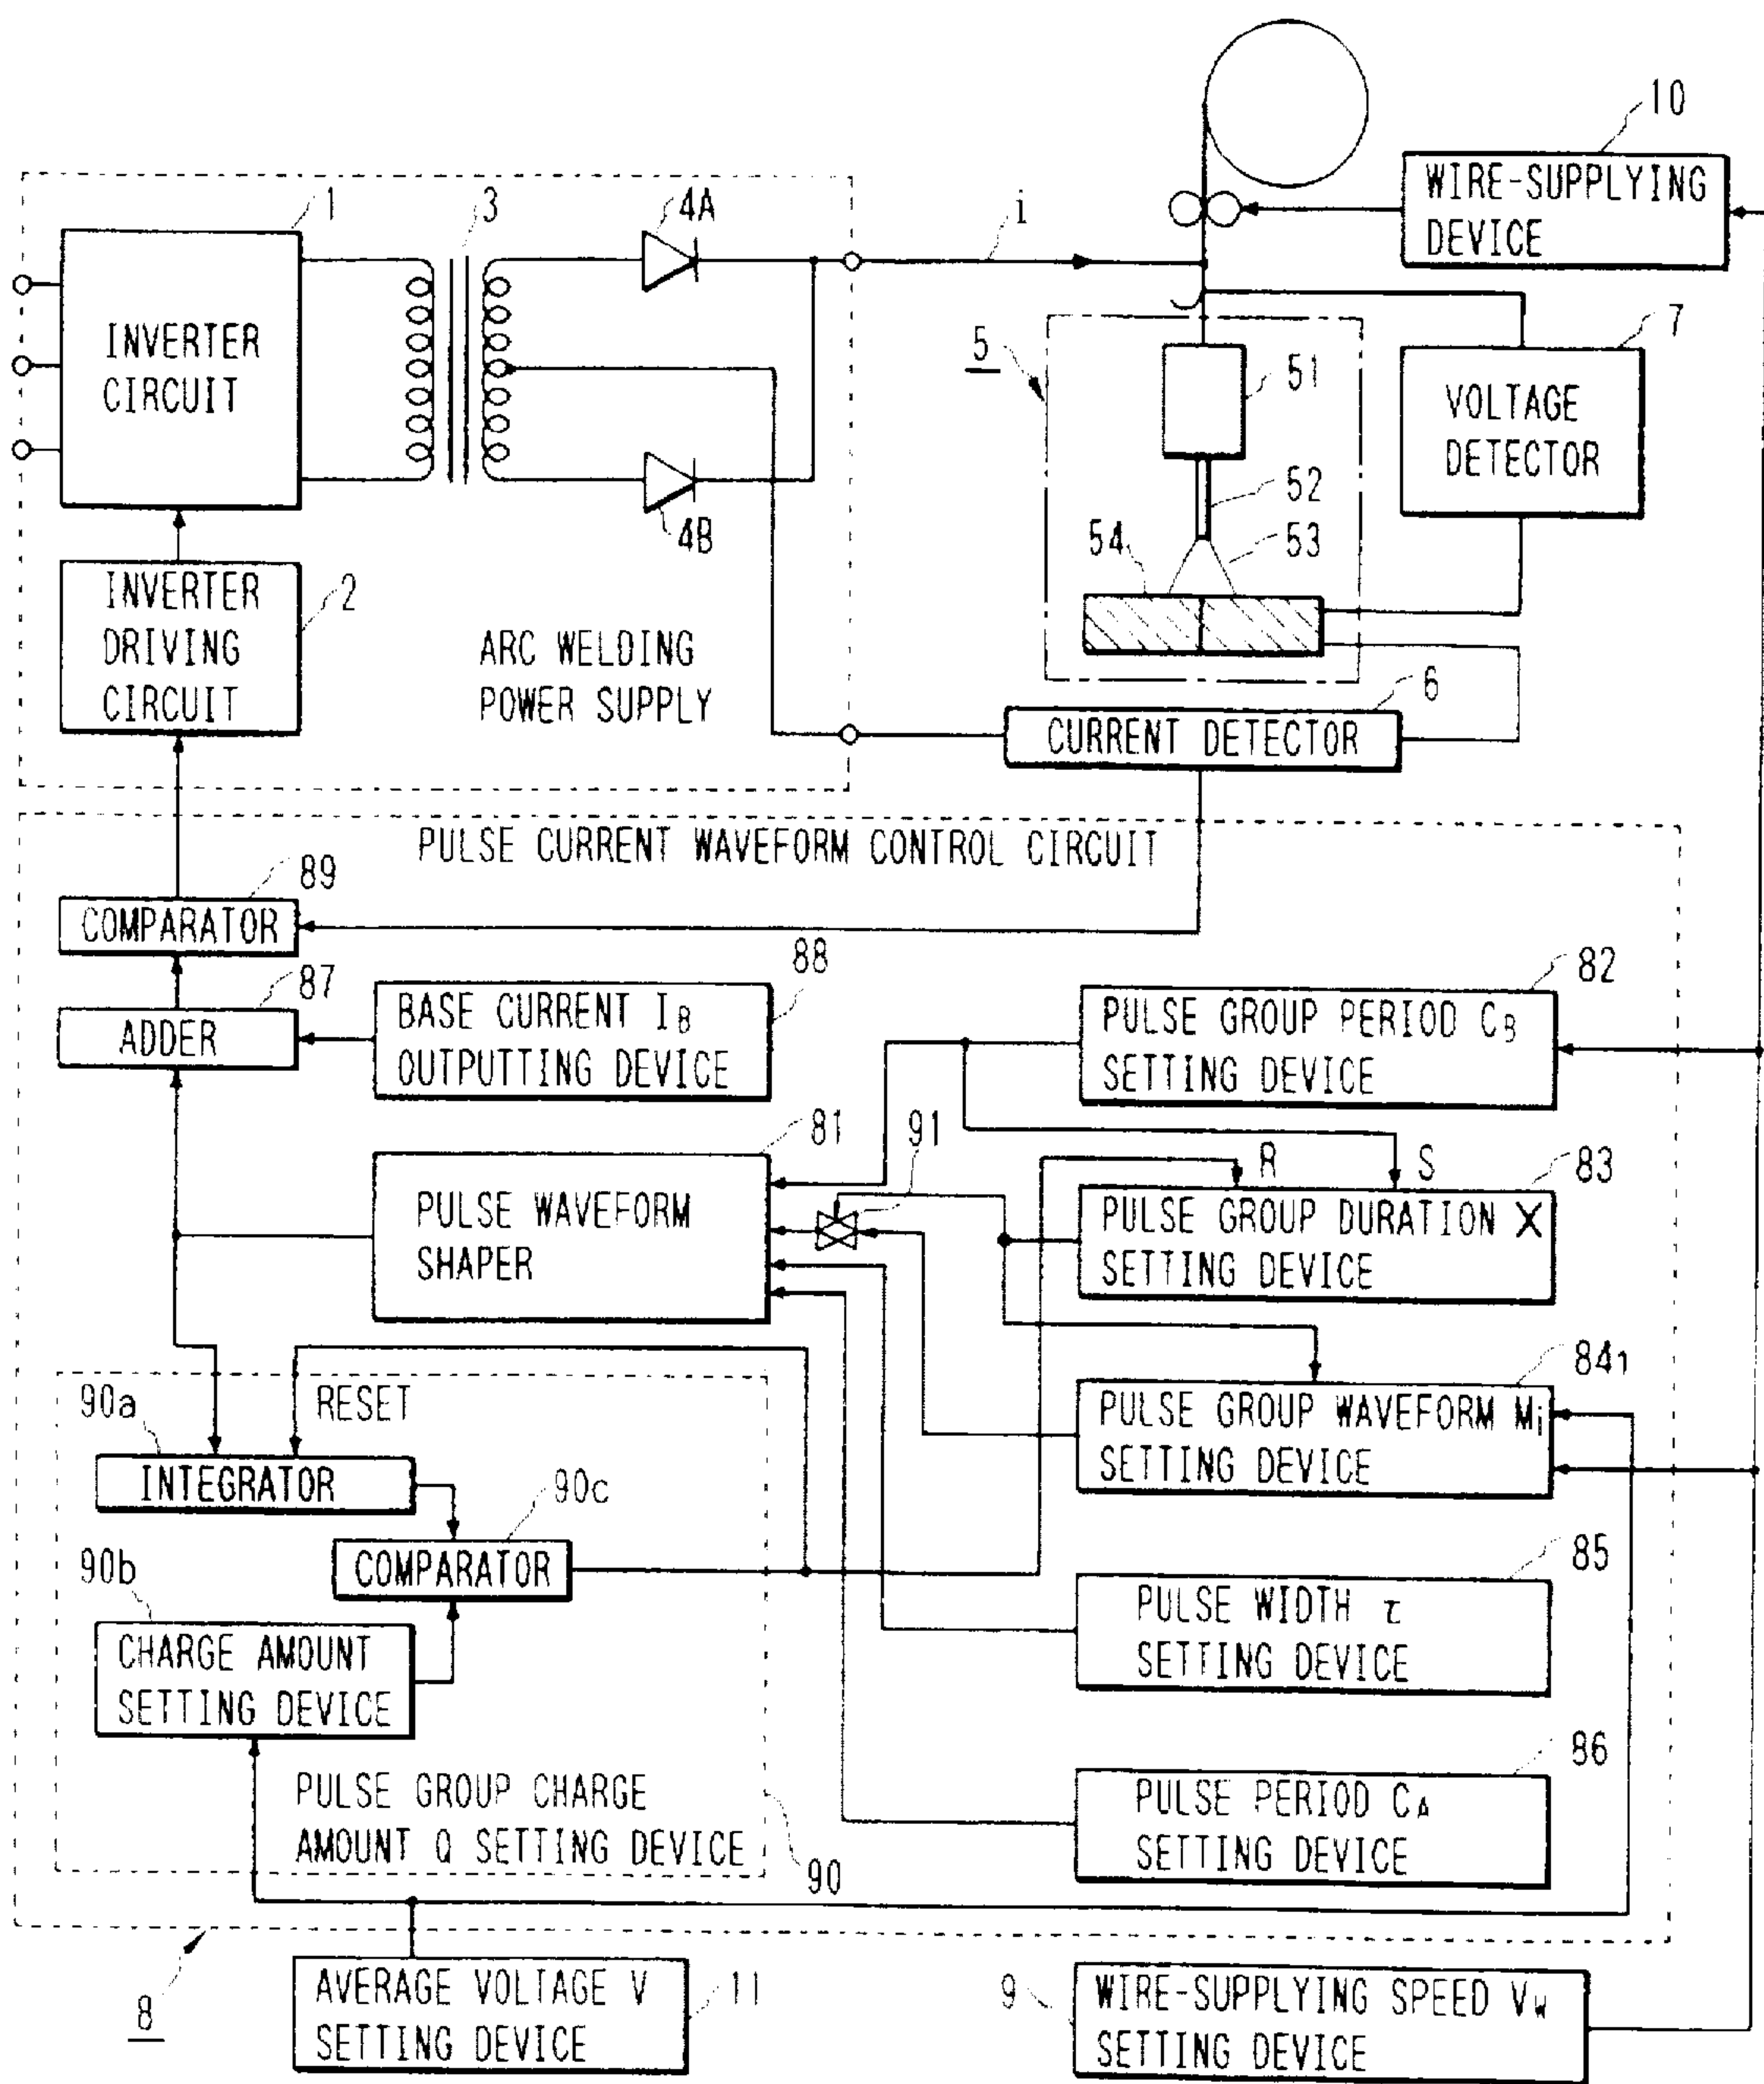 10
WIRE-SUPPLYING
DEVICE
1
3
4A
i
INVERTER
CIRCUIT
5
51
7
VOLTAGE
DETECTOR
4B
52
54
53
INVERTER
DRIVING
CIRCUIT
2
ARC WELDING
POWER SUPPLY
6
CURRENT DETECTOR
PULSE CURRENT WAVEFORM CONTROL CIRCUIT
89
COMPARATOR
88
82
87
ADDER
BASE CURRENT IB
OUTPUTTING DEVICE
PULSE GROUP PERIOD CB
SETTING DEVICE
81
91
R
S
83
PULSE WAVEFORM
SHAPER
PULSE GROUP DURATION X
SETTING DEVICE
841
90a
RESET
PULSE GROUP WAVEFORM Mi
SETTING DEVICE
INTEGRATOR
90c
90b
COMPARATOR
85
PULSE WIDTH τ
SETTING DEVICE
CHARGE AMOUNT
SETTING DEVICE
86
PULSE GROUP CHARGE
AMOUNT Q SETTING DEVICE
90
PULSE PERIOD CA
SETTING DEVICE
8
AVERAGE VOLTAGE V
SETTING DEVICE
11
9
WIRE-SUPPLYING SPEED VW
SETTING DEVICE